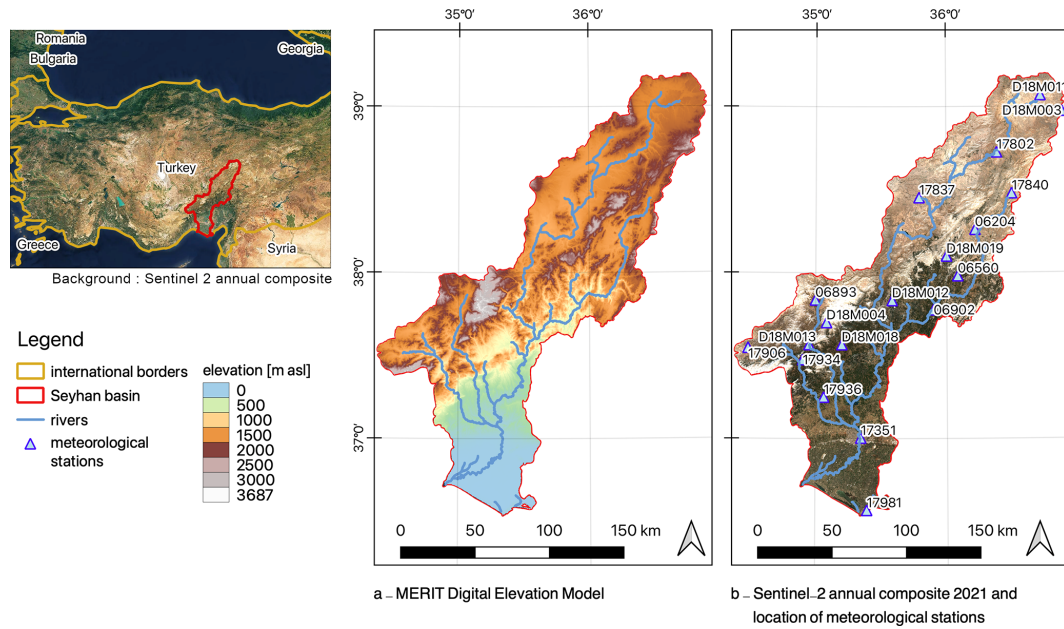 Romania
Bulgaria
Georgia
Turkey
Greece
Syria
Background : Sentinel 2 annual composite
Legend
international borders
Seyhan basin
rivers
meteorological
stations
elevation [m asl]
0
500
1000
1500
2000
2500
3000
3687
35°0' 36°0'
39°0'
38°0'
37°0'
0 50 100 150 km
a – MERIT Digital Elevation Model
35°0' 36°0'
D18M011
D18M003
17802
17837
17840
06204
D18M019
06560
06893
D18M012
D18M004
06902
D18M013
D18M018
17906
17934
17936
17351
17981
0 50 100 150 km
b – Sentinel–2 annual composite 2021 and
location of meteorological stations